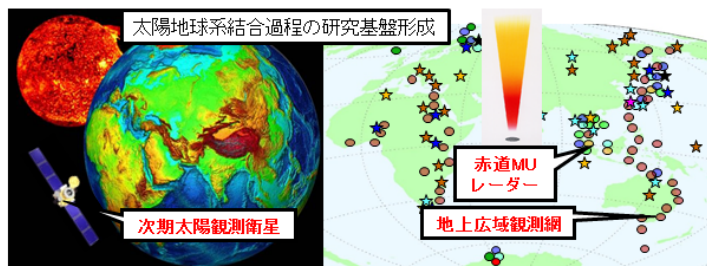 太陽地球系結合過程の研究基盤形成
赤道MU
レーダー
次期太陽観測衛星
地上広域観測網